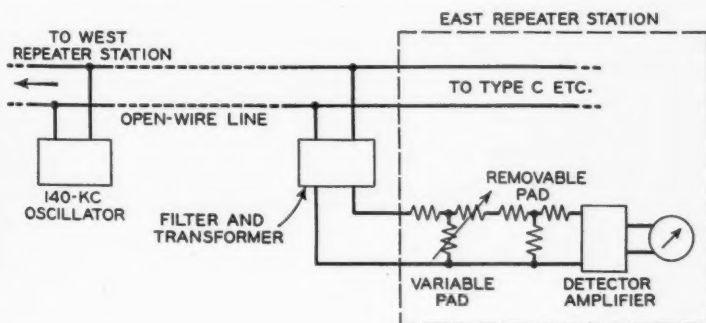 EAST REPEATER STATION
TO WEST
REPEATER STATION
TO TYPE C ETC.
OPEN-WIRE LINE
140-KC
OSCILLATOR
FILTER AND
TRANSFORMER
REMOVABLE
PAD
VARIABLE
PAD
DETECTOR
AMPLIFIER